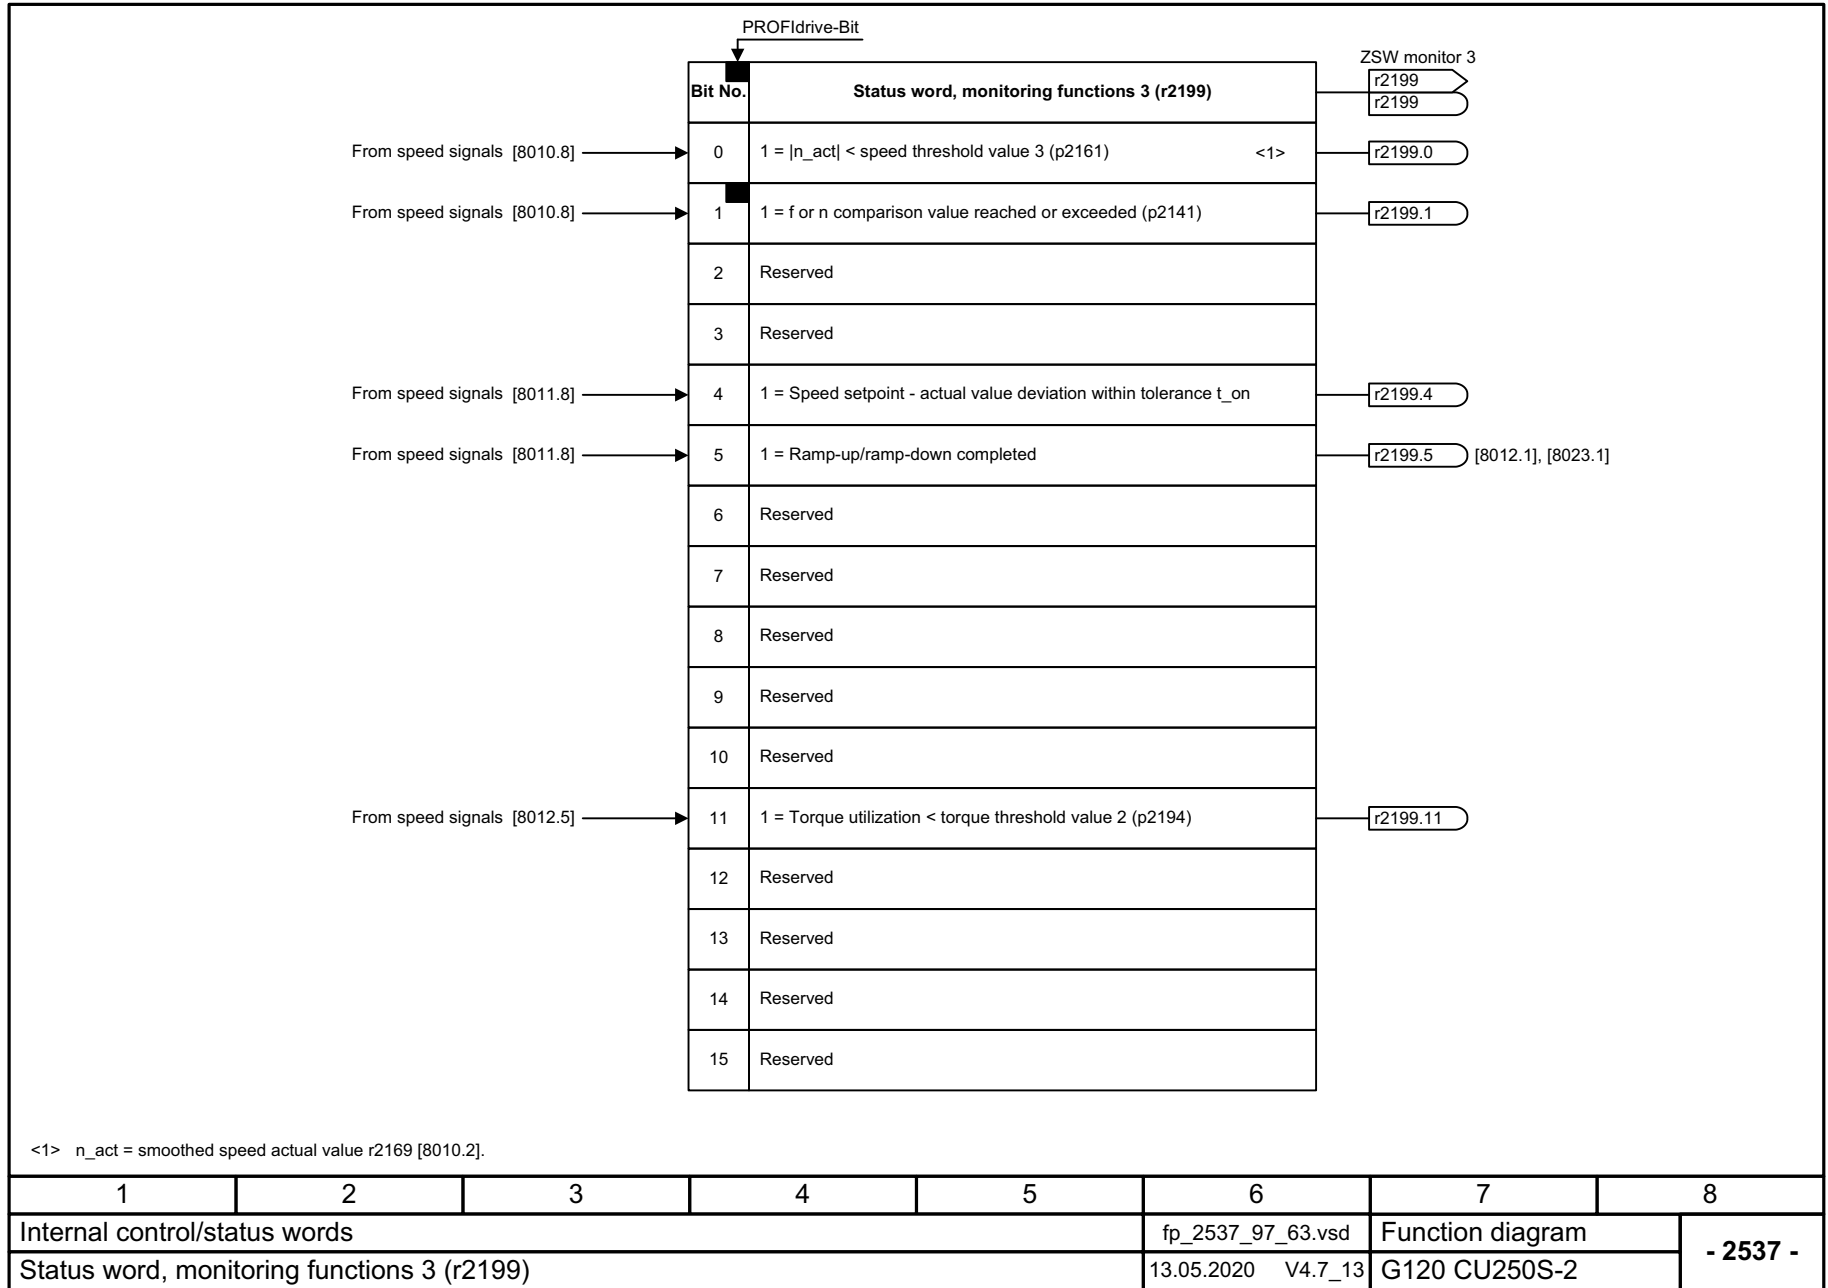 PROFIdrive-Bit
ZSW monitor 3
Bit No. Status word, monitoring functions 3 (r2199) r2199
r2199
From speed signals [8010.8] 0 1 = |n_act| < speed threshold value 3 (p2161) <1> r2199.0
From speed signals [8010.8] 1 1 = f or n comparison value reached or exceeded (p2141) r2199.1
2 Reserved
3 Reserved
From speed signals [8011.8] 4 1 = Speed setpoint - actual value deviation within tolerance t_on r2199.4
From speed signals [8011.8] 5 1 = Ramp-up/ramp-down completed r2199.5 [8012.1], [8023.1]
6 Reserved
7 Reserved
8 Reserved
9 Reserved
10 Reserved
From speed signals [8012.5] 11 1 = Torque utilization < torque threshold value 2 (p2194) r2199.11
12 Reserved
13 Reserved
14 Reserved
15 Reserved
<1> n_act = smoothed speed actual value r2169 [8010.2].
1 2 3 4 5 6 7 8
Internal control/status words fp_2537_97_63.vsd Function diagram - 2537 -
Status word, monitoring functions 3 (r2199) 13.05.2020 V4.7_13 G120 CU250S-2